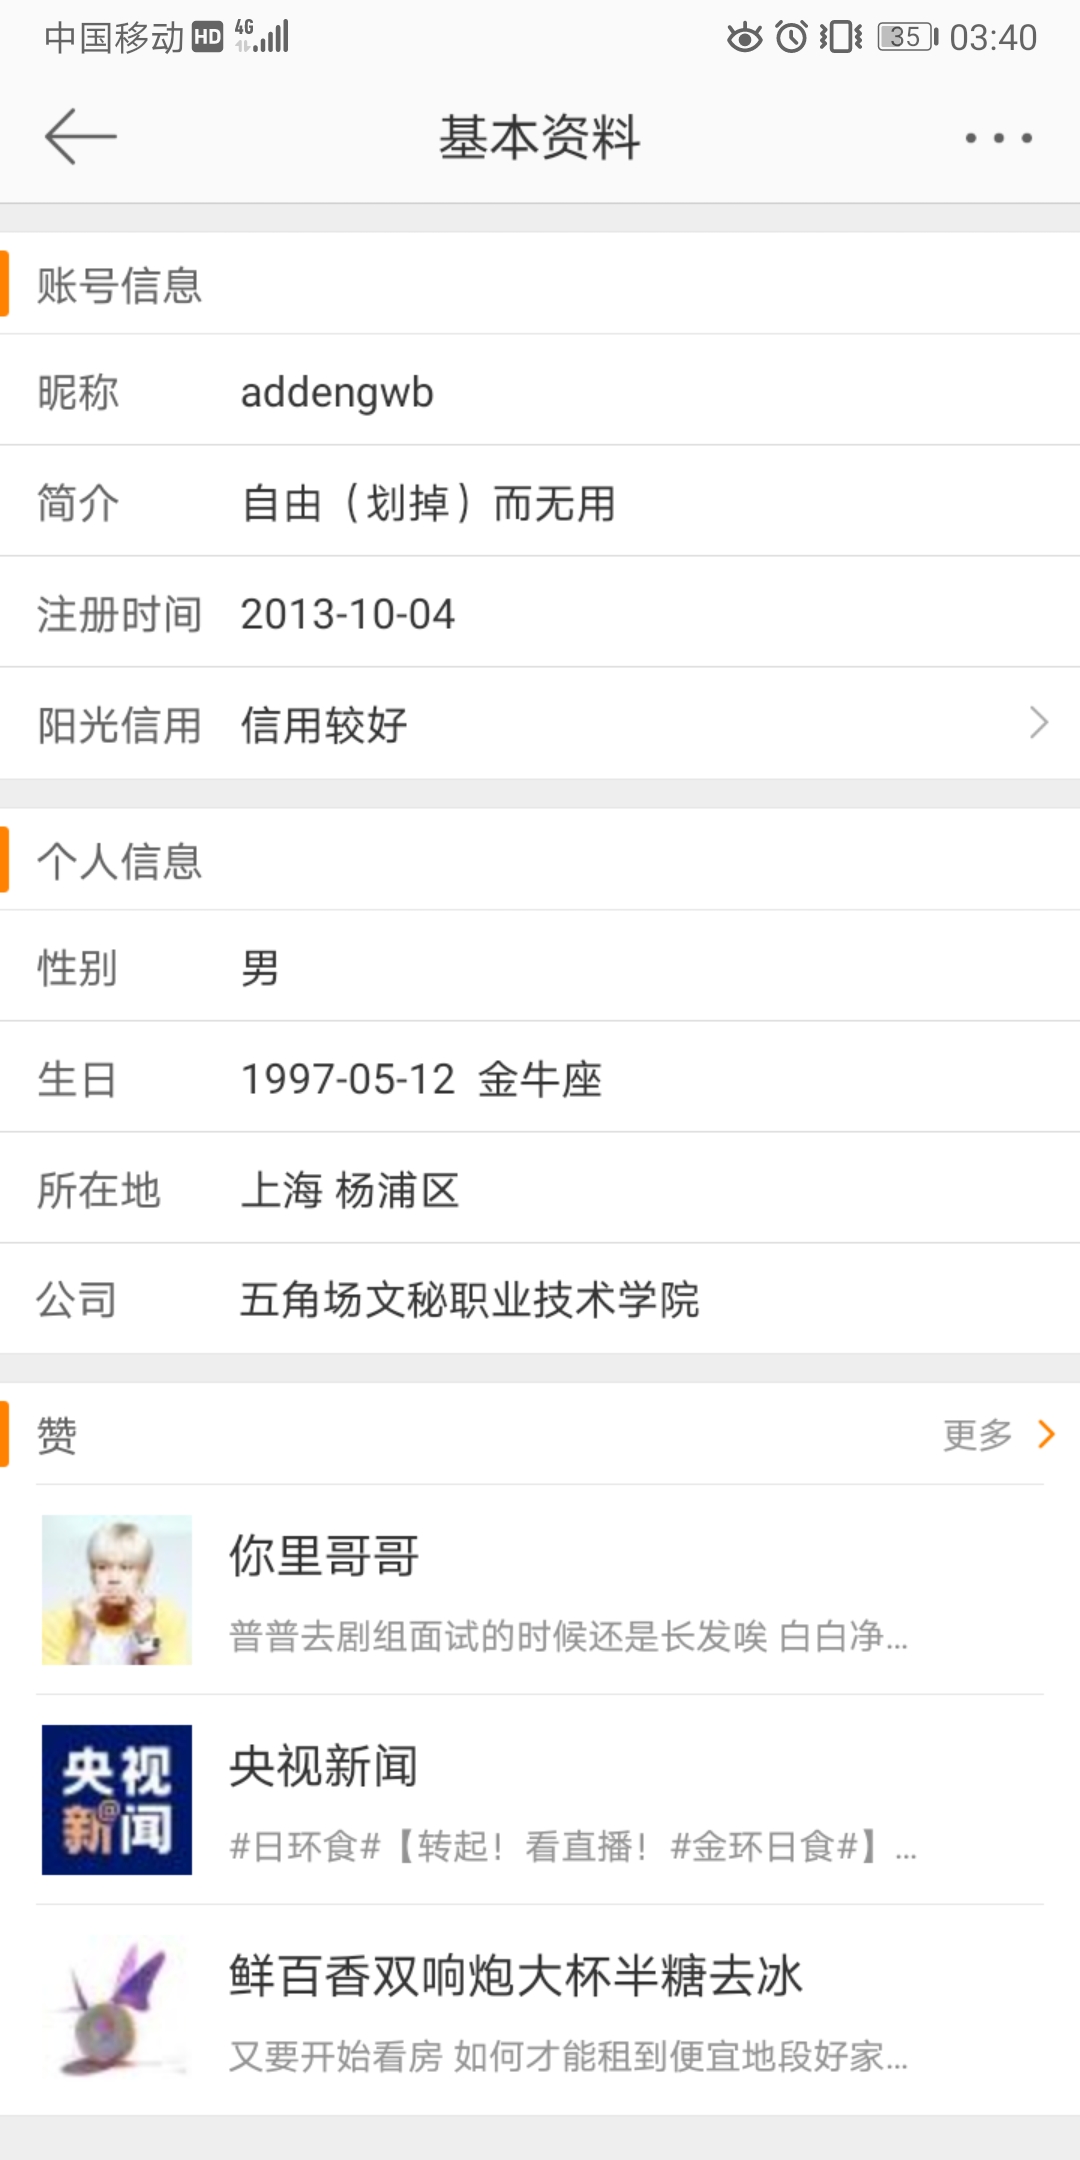 中国移动 HD 4G 35 03:40
基本资料
账号信息
昵称 addengwb
简介 自由（划掉）而无用
注册时间 2013-10-04
阳光信用 信用较好
个人信息
性别 男
生日 1997-05-12 金牛座
所在地 上海 杨浦区
公司 五角场文秘职业技术学院
赞 更多
你里哥哥
普普去剧组面试的时候还是长发唉 白白净...
央视新闻
央视
新@闻
#日环食#【转起！看直播！#金环日食#】...
鲜百香双响炮大杯半糖去冰
又要开始看房 如何才能租到便宜地段好家...